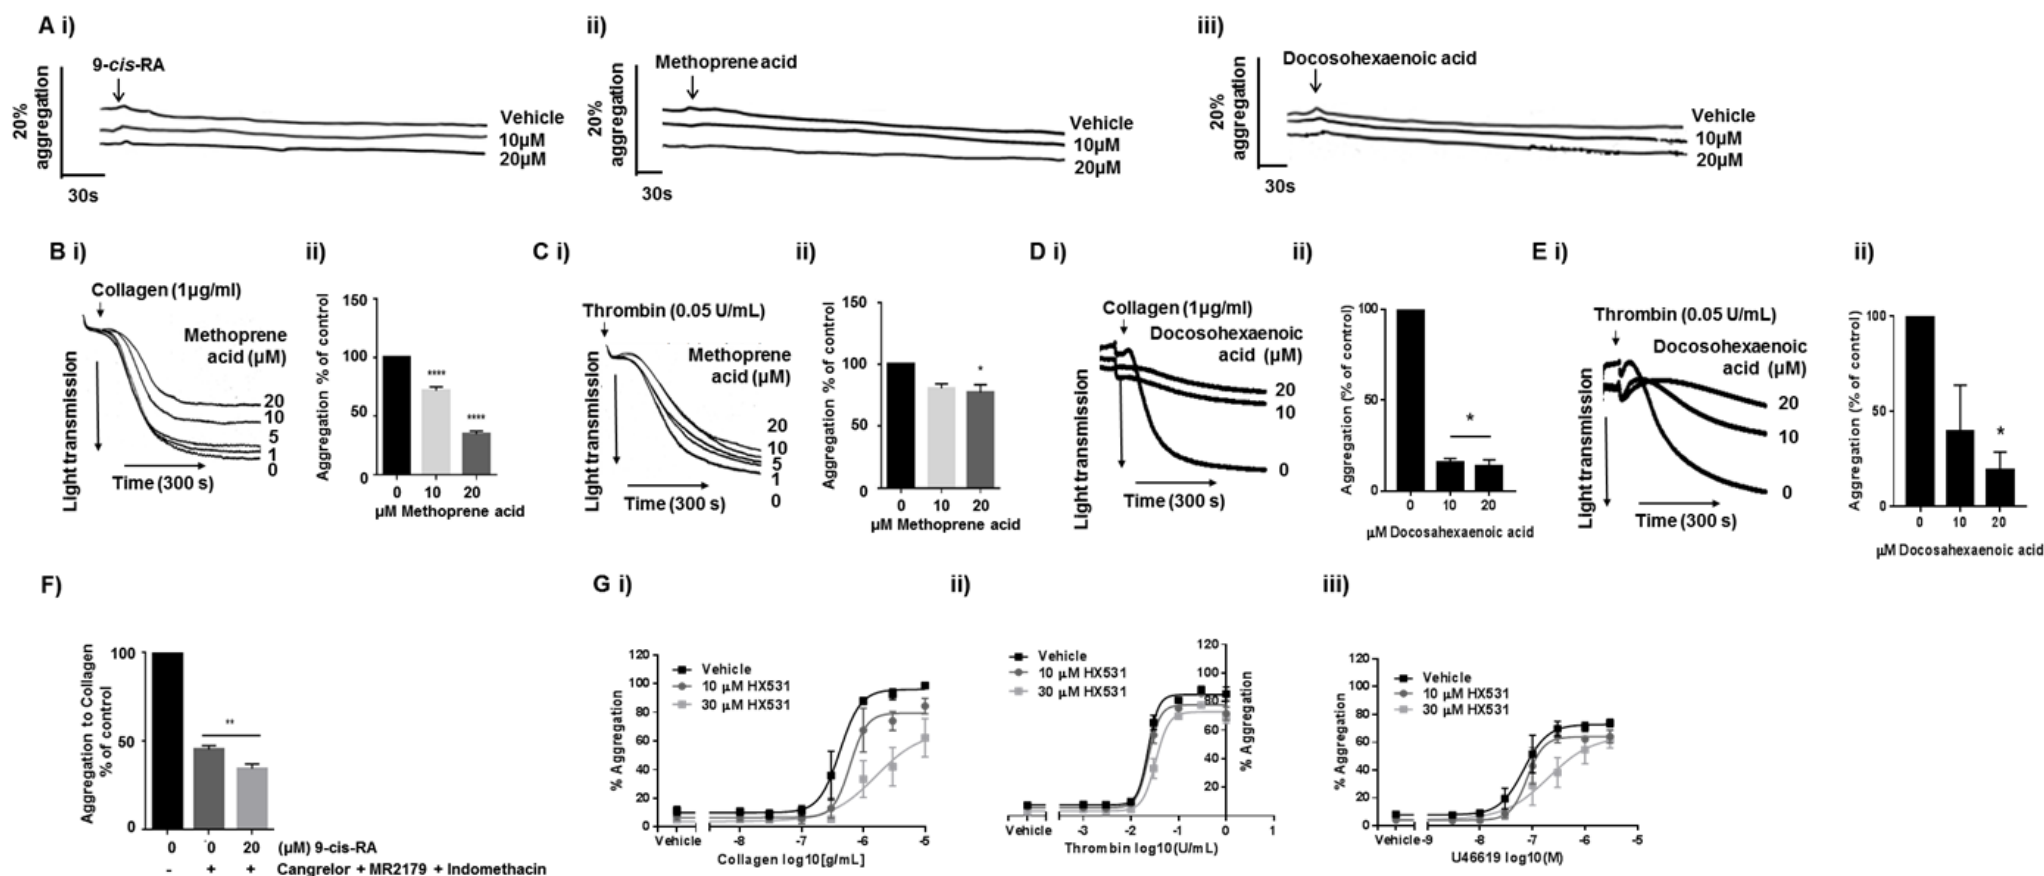 A i)
ii)
iii)
20%
aggregation
9-cis-RA
Vehicle
10µM
20µM
30s
20%
aggregation
Methoprene acid
Vehicle
10µM
20µM
30s
20%
aggregation
Docosohexaenoic acid
Vehicle
10µM
20µM
30s
B i)
Collagen (1µg/ml)
Methoprene
acid (µM)
20
10
5
1
0
Light transmission
Time (300 s)
ii)
Aggregation % of control
150
100
50
0
****
****
0 10 20
µM Methoprene acid
C i)
Thrombin (0.05 U/mL)
Methoprene
acid (µM)
20
10
5
1
0
Light transmission
Time (300 s)
ii)
Aggregation % of control
150
100
50
0
*
0 10 20
µM Methoprene acid
D i)
Collagen (1µg/ml)
Docosohexaenoic
acid (µM)
20
10
0
Light transmission
Time (300 s)
ii)
Aggregation (% of control)
100
50
0
*
0 10 20
µM Docosahexaenoic acid
E i)
Thrombin (0.05 U/mL)
Docosohexaenoic
acid (µM)
20
10
0
Light transmission
Time (300 s)
ii)
Aggregation (% of control)
100
50
0
*
0 10 20
µM Docosahexaenoic acid
F)
Aggregation to Collagen
% of control
100
50
0
**
0 0 20 (µM) 9-cis-RA
- + + Cangrelor + MR2179 + Indomethacin
G i)
% Aggregation
120
100
80
60
40
20
0
Vehicle
10 µM HX531
30 µM HX531
Vehicle -8 -7 -6 -5
Collagen log10[g/mL]
ii)
Vehicle
10 µM HX531
30 µM HX531
120
100
80
60
40
20
% Aggregation
Vehicle -3 -2 -1 0 1
Thrombin log10(U/mL)
iii)
% Aggregation
120
100
80
60
40
20
0
Vehicle
10 µM HX531
30 µM HX531
Vehicle -9 -8 -7 -6 -5
U46619 log10(M)